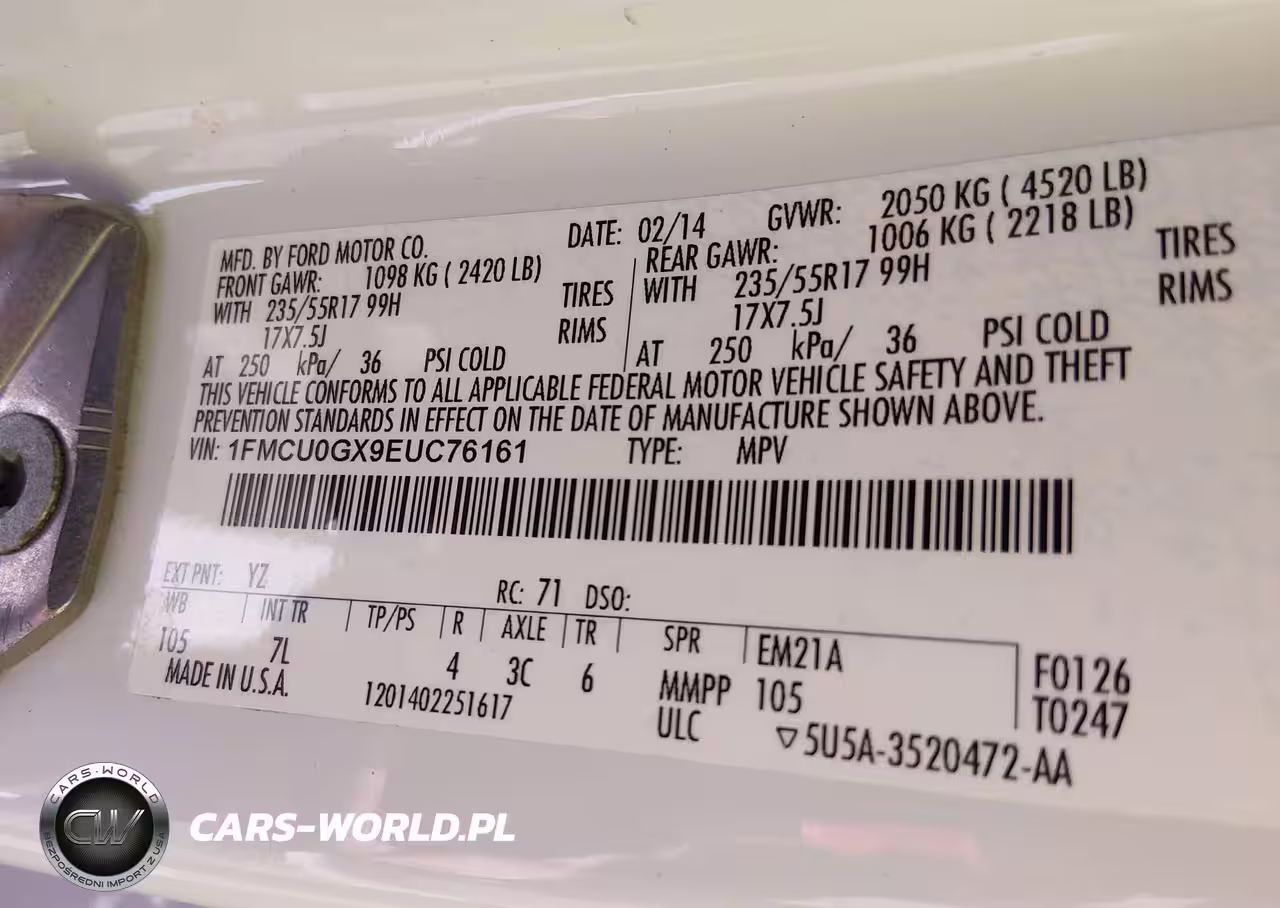 MFD. BY FORD MOTOR CO. DATE: 02/14 GVWR: 2050 KG ( 4520 LB)
FRONT GAWR: 1098 KG ( 2420 LB) REAR GAWR: 1006 KG ( 2218 LB)
WITH 235/55R17 99H TIRES WITH 235/55R17 99H TIRES
17X7.5J RIMS 17X7.5J RIMS
AT 250 kPa/ 36 PSI COLD AT 250 kPa/ 36 PSI COLD
THIS VEHICLE CONFORMS TO ALL APPLICABLE FEDERAL MOTOR VEHICLE SAFETY AND THEFT
PREVENTION STANDARDS IN EFFECT ON THE DATE OF MANUFACTURE SHOWN ABOVE.
VIN: 1FMCU0GX9EUC76161 TYPE: MPV
EXT PNT: YZ RC: 71 DSO:
WB INT TR TP/PS R AXLE TR SPR EM21A F0126
105 7L 4 3C 6 MMPP 105 T0247
MADE IN U.S.A. 1201402251617 ULC ▽5U5A-3520472-AA
CARS-WORLD
CW
BEZPOŚREDNI IMPORT Z USA
CARS-WORLD.PL